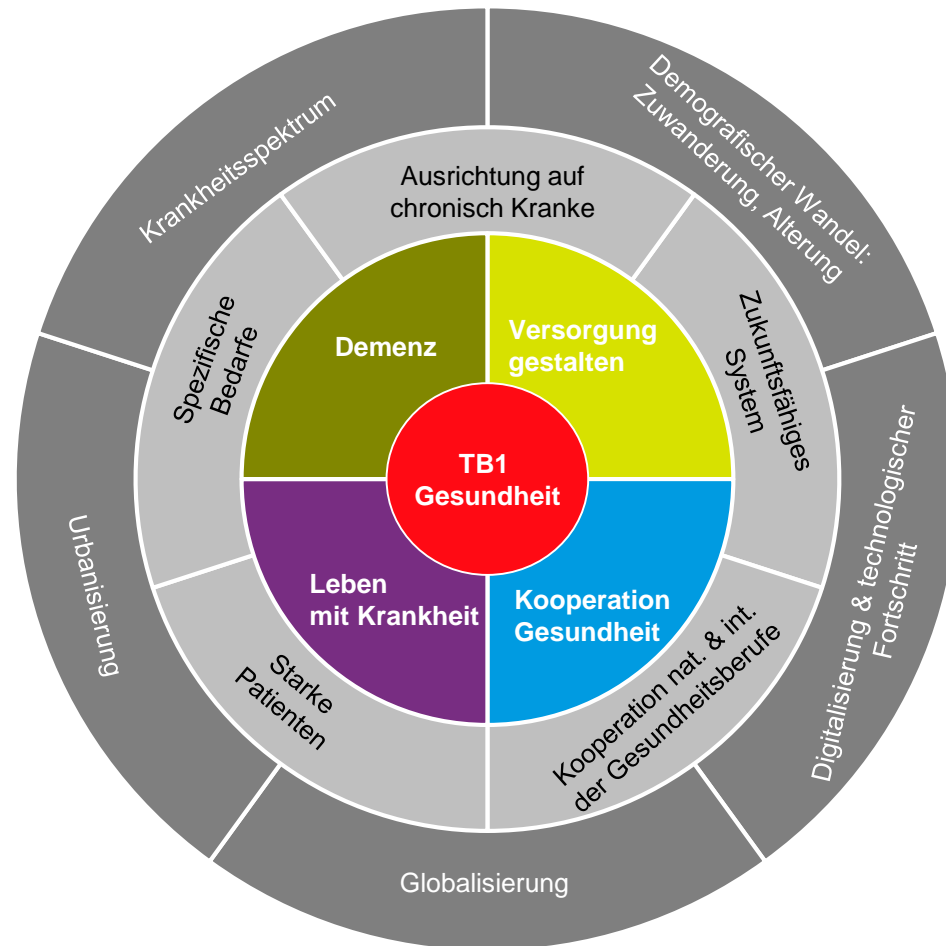 Krankheitsspektrum
Demografischer Wandel:
Zuwanderung, Alterung
Ausrichtung auf
chronisch Kranke
Spezifische
Bedarfe
Zukunftsfähiges
System
Demenz
Versorgung
gestalten
TB1
Gesundheit
Leben
mit Krankheit
Kooperation
Gesundheit
Urbanisierung
Digitalisierung & technologischer
Fortschritt
Starke
Patienten
Kooperation nat. & int.
der Gesundheitsberufe
Globalisierung